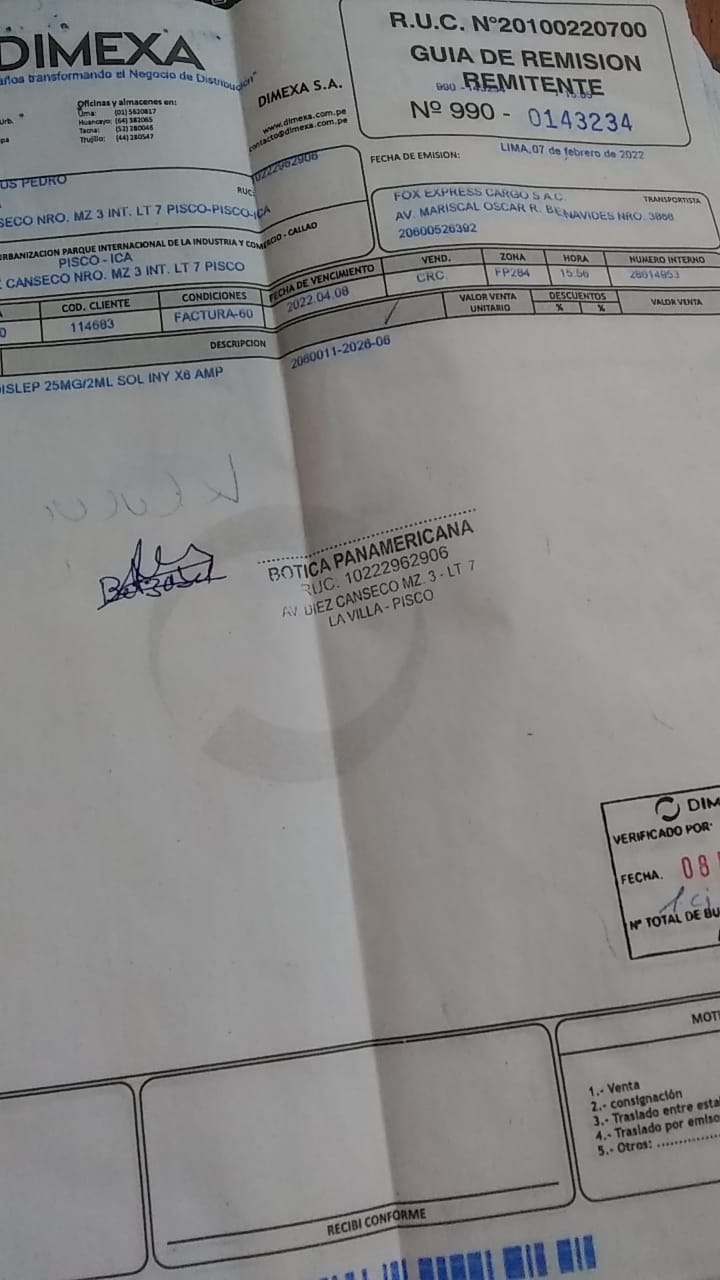 DIMEXA
años transformando el Negocio de Distribución"
Oficinas y almacenes en:
Lima: (01) 5620617
Huancayo: (64) 382065
Tacna: (52) 280046
Trujillo: (44) 280547
Urb. "
DIMEXA S.A.
www.dimexa.com.pe
contacto@dimexa.com.pe
R.U.C. Nº20100220700
GUIA DE REMISION
REMITENTE
Nº 990 - 0143234
FECHA DE EMISION: LIMA,07 de febrero de 2022
US PEDRO
RUC: 10222962906
SECO NRO. MZ 3 INT. LT 7 PISCO-PISCO-ICA
URBANIZACION PARQUE INTERNACIONAL DE LA INDUSTRIA Y COMERCIO - CALLAO
PISCO - ICA
CANSECO NRO. MZ 3 INT. LT 7 PISCO
FOX EXPRESS CARGO S.A.C. TRANSPORTISTA
AV. MARISCAL OSCAR R. BENAVIDES NRO. 3866
20600526392
COD. CLIENTE CONDICIONES FECHA DE VENCIMIENTO VEND. ZONA HORA NUMERO INTERNO
114683 FACTURA-60 2022.04.08 CRC. FP284 15.56 26614953
DESCRIPCION VALOR VENTA UNITARIO DESCUENTOS % % VALOR VENTA
ISLEP 25MG/2ML SOL INY X6 AMP 2060011-2026-06
BOTICA PANAMERICANA
RUC. 10222962906
AV. DIEZ CANSECO MZ. 3 - LT 7
LA VILLA - PISCO
DIM
VERIFICADO POR:
FECHA. 08
Nº TOTAL DE BU
RECIBI CONFORME
MOTI
1.- Venta
2.- consignación
3.- Traslado entre esta
4.- Traslado por emiso
5.- Otros: ...............